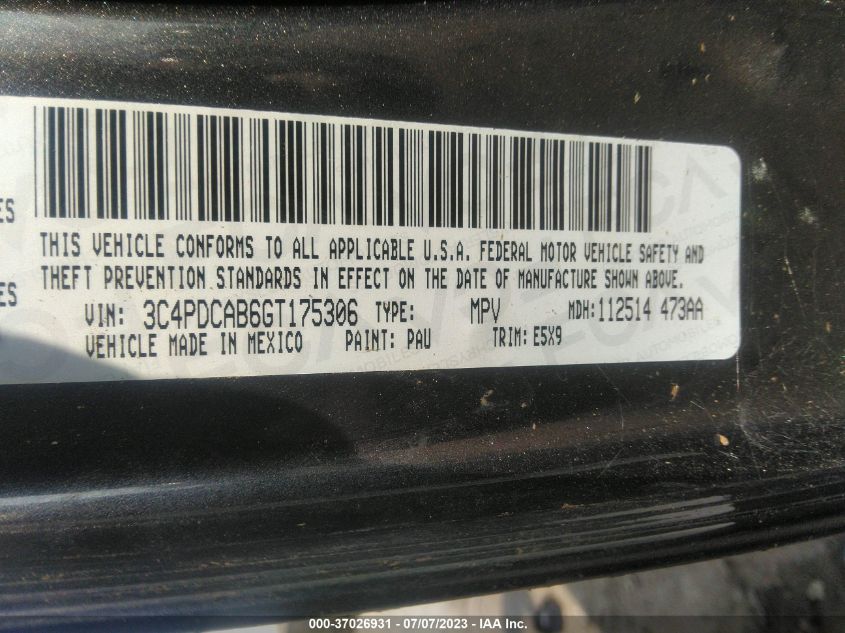 ES
THIS VEHICLE CONFORMS TO ALL APPLICABLE U.S.A. FEDERAL MOTOR VEHICLE SAFETY AND
ES
THEFT PREVENTION STANDARDS IN EFFECT ON THE DATE OF MANUFACTURE SHOWN ABOVE.
VIN: 3C4PDCAB6GT175306 TYPE: MPV MDH: 112514 473AA
VEHICLE MADE IN MEXICO PAINT: PAU TRIM: E5X9
000-37026931 - 07/07/2023 - IAA Inc.